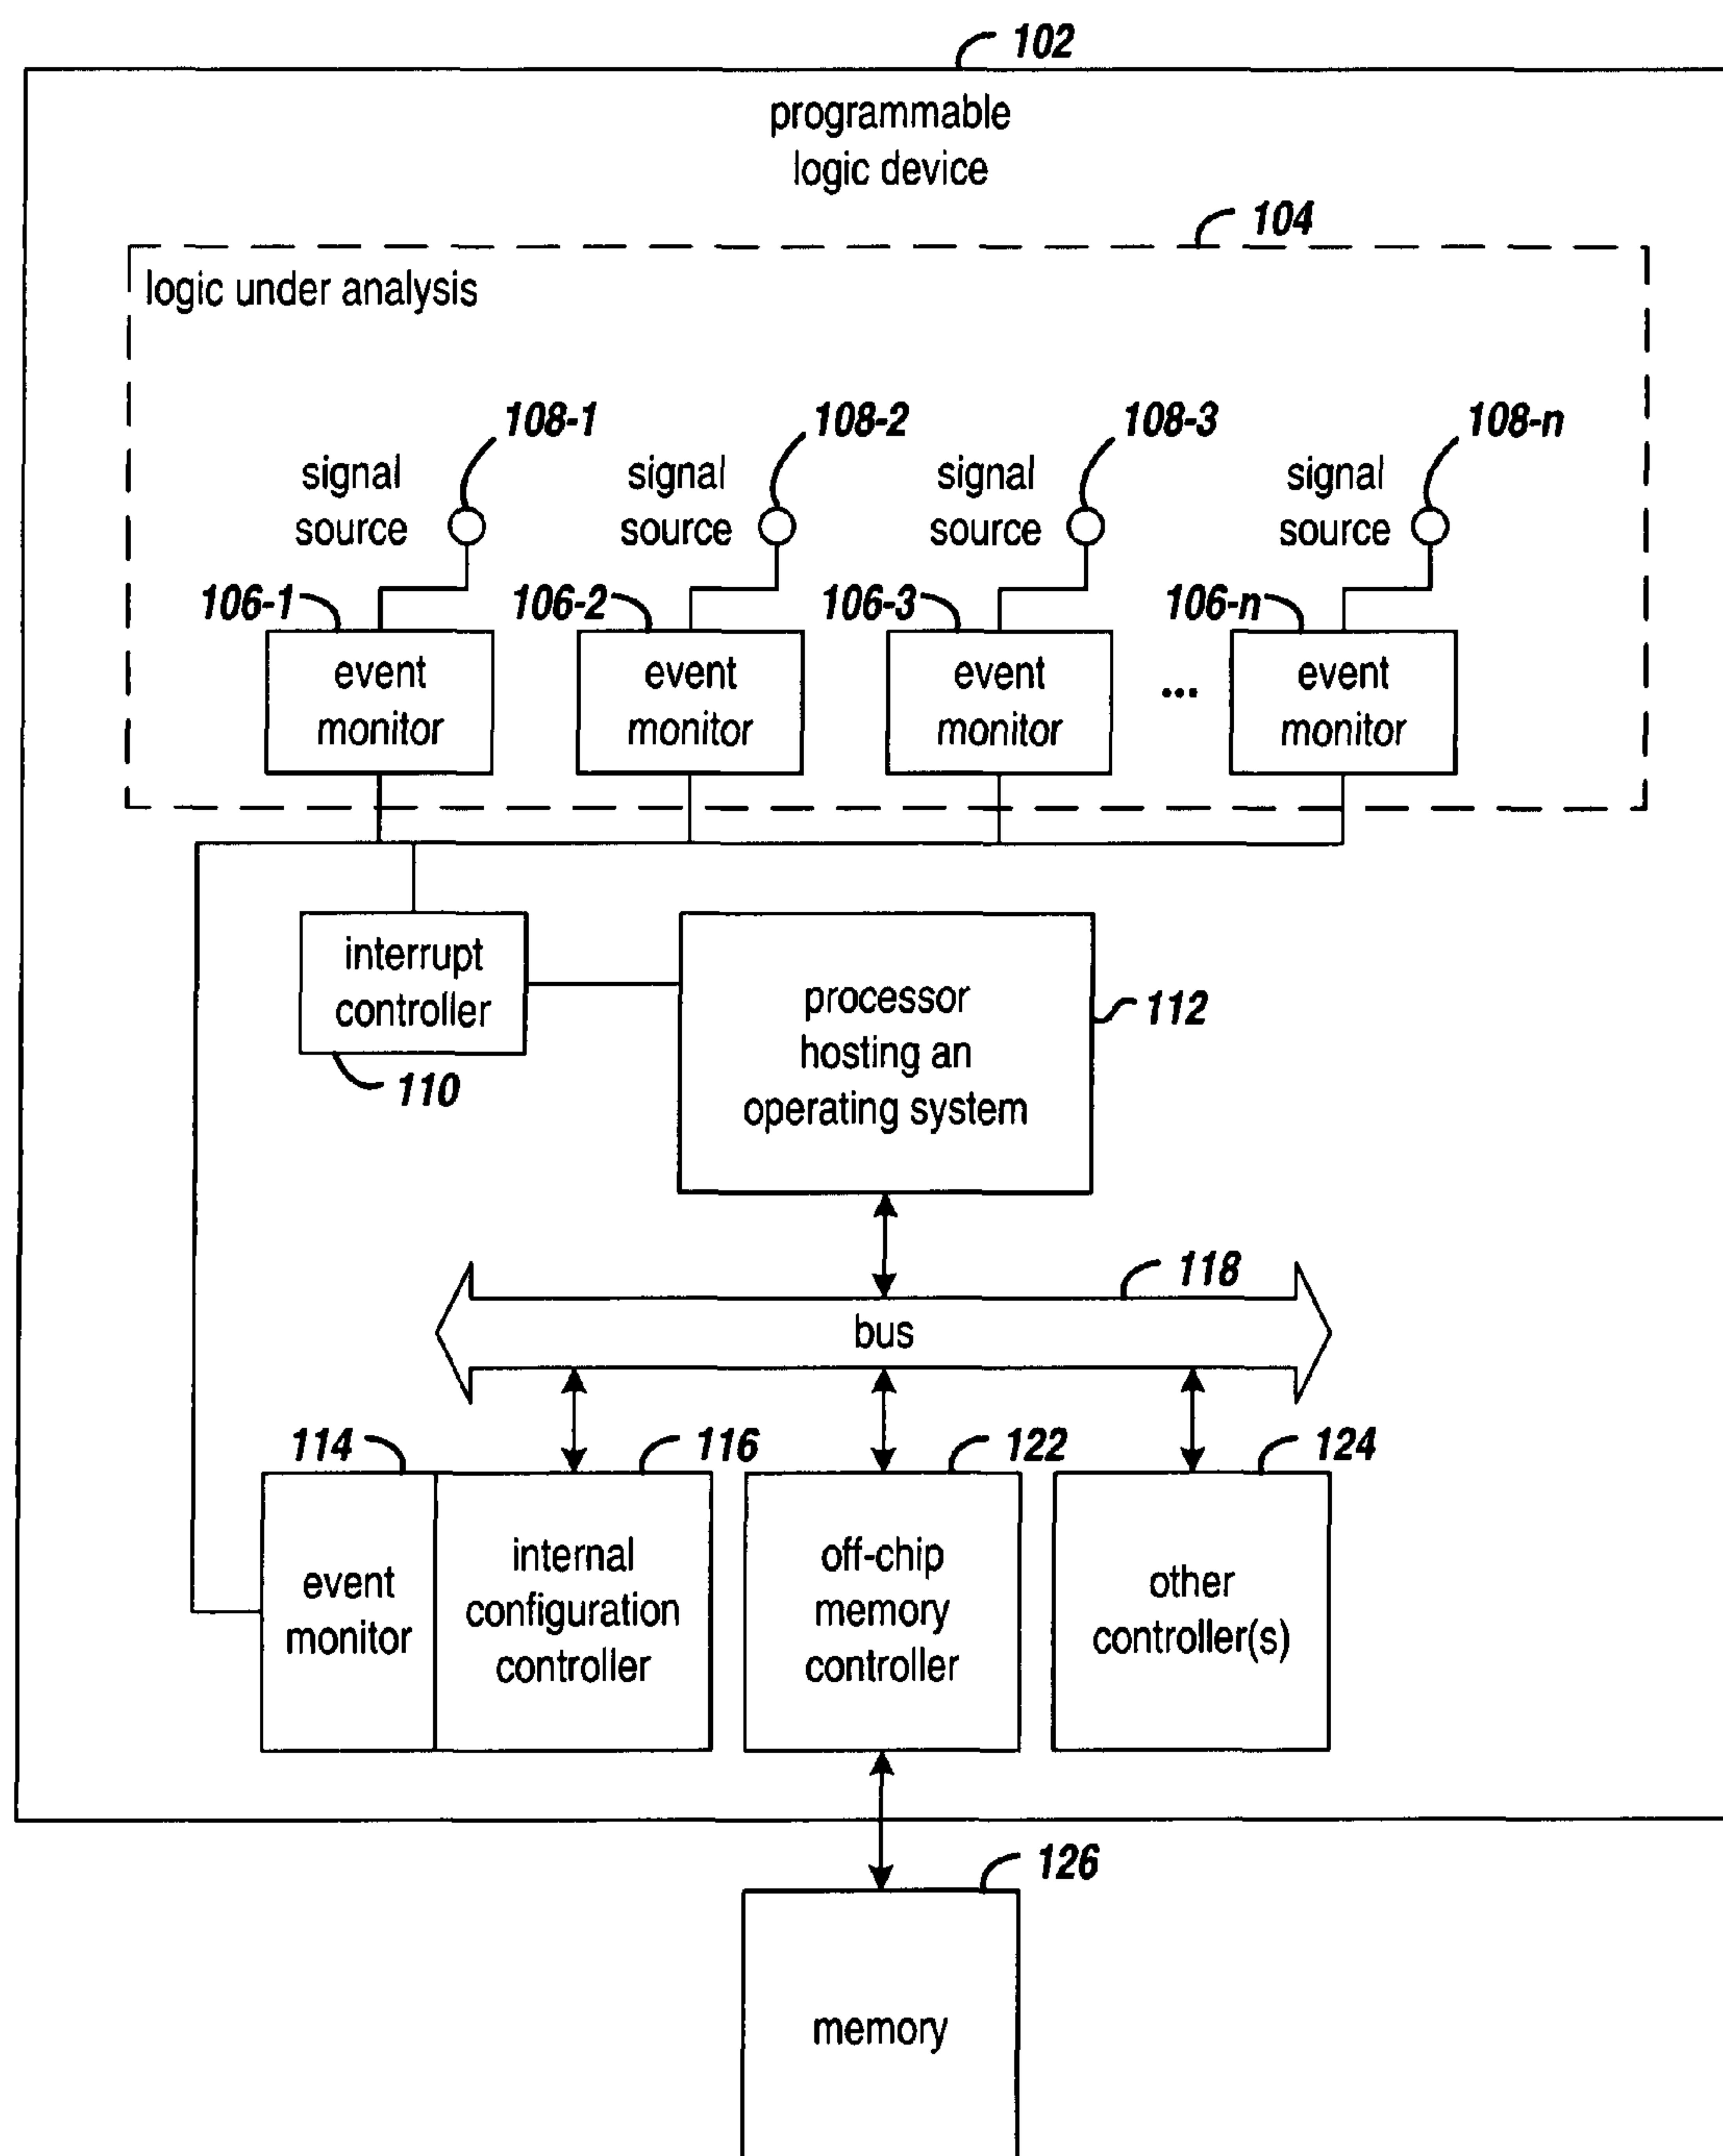 102
programmable
logic device
104
logic under analysis
108-1
108-2
108-3
108-n
signal
source
signal
source
signal
source
signal
source
106-1
106-2
106-3
106-n
event
monitor
event
monitor
event
monitor
...
event
monitor
interrupt
controller
110
processor
hosting an
operating system
112
118
bus
114
116
122
124
event
monitor
internal
configuration
controller
off-chip
memory
controller
other
controller(s)
126
memory